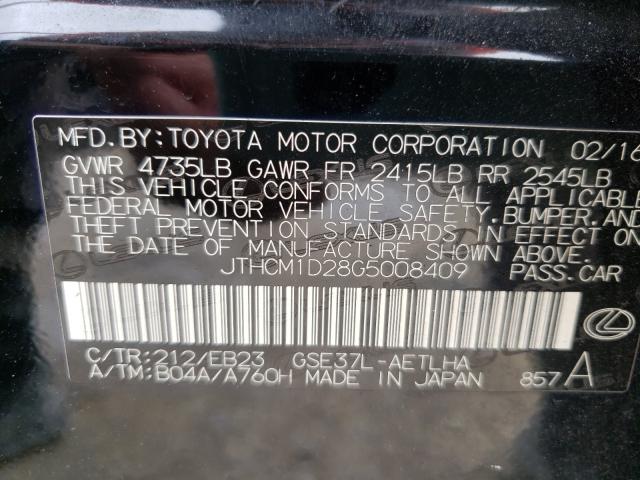 MFD.BY:TOYOTA MOTOR CORPORATION 02/16
GVWR 4735LB GAWR FR 2415LB RR 2545LB
THIS VEHICLE CONFORMS TO ALL APPLICABLE
FEDERAL MOTOR VEHICLE SAFETY,BUMPER,AND
THEFT PREVENTION STANDARDS IN EFFECT ON
THE DATE OF MANUFACTURE SHOWN ABOVE.
JTHCM1D28G5008409 PASS.CAR
C/TR:212/EB23 GSE37L-AETLHA
A/TM:B04A/A760H MADE IN JAPAN 857A